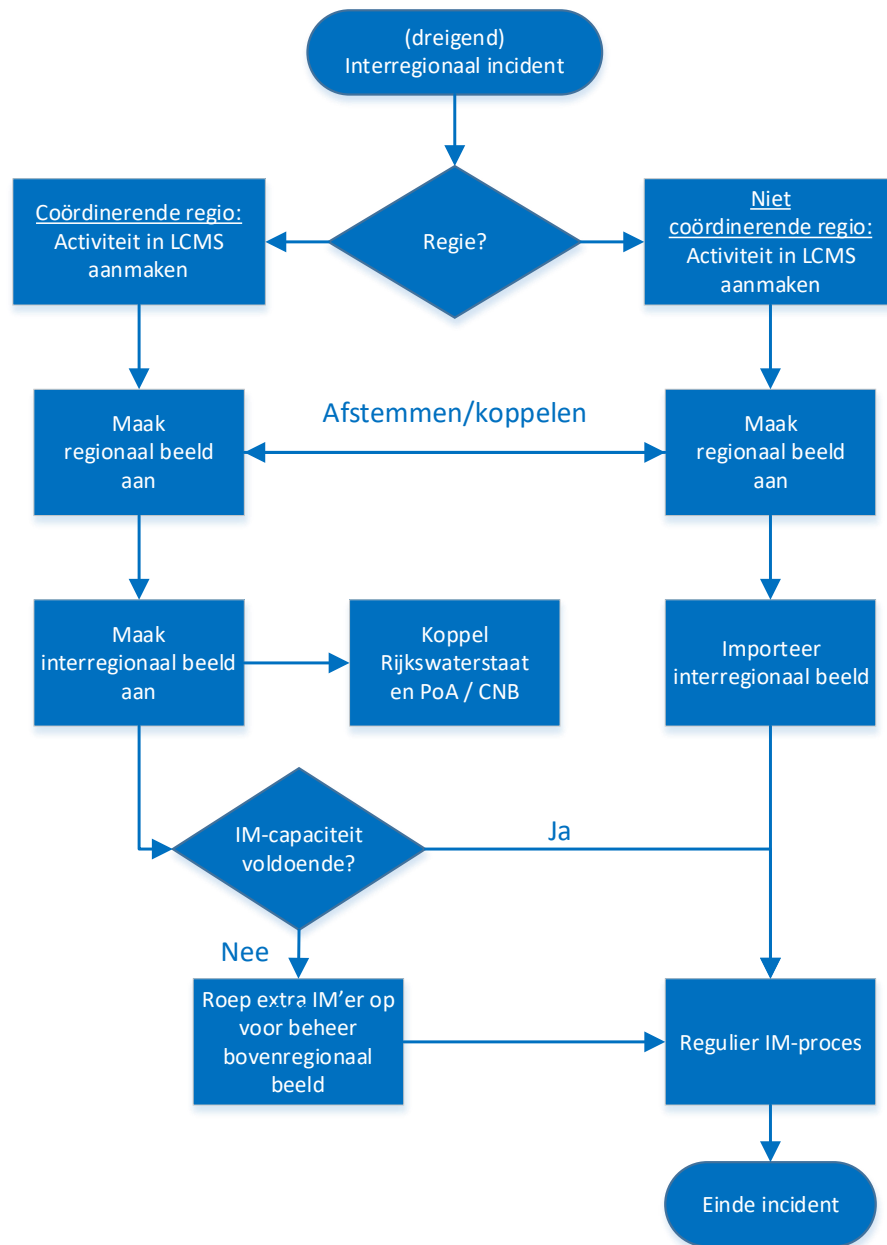 (dreigend)
Interregionaal incident
Regie?
Coördinerende regio:
Activiteit in LCMS
aanmaken
Niet
coördinerende regio:
Activiteit in LCMS
aanmaken
Maak
regionaal beeld
aan
Afstemmen/koppelen
Maak
regionaal beeld
aan
Maak
interregionaal beeld
aan
Koppel
Rijkswaterstaat
en PoA / CNB
Importeer
interregionaal beeld
IM-capaciteit
voldoende?
Ja
Nee
Roep extra IM’er op
voor beheer
bovenregionaal
beeld
Regulier IM-proces
Einde incident